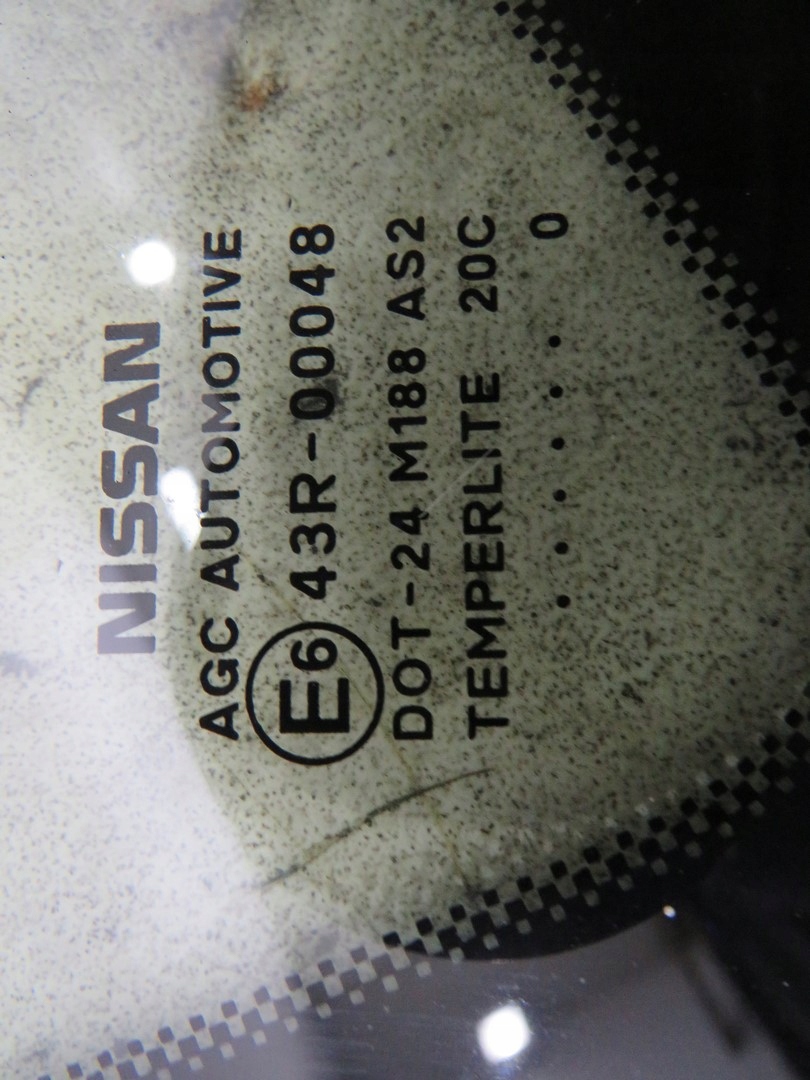 NISSAN
AGC AUTOMOTIVE
E6 43R-00048
DOT-24 M188 AS2
TEMPERLITE 20C
. . . . . . 0